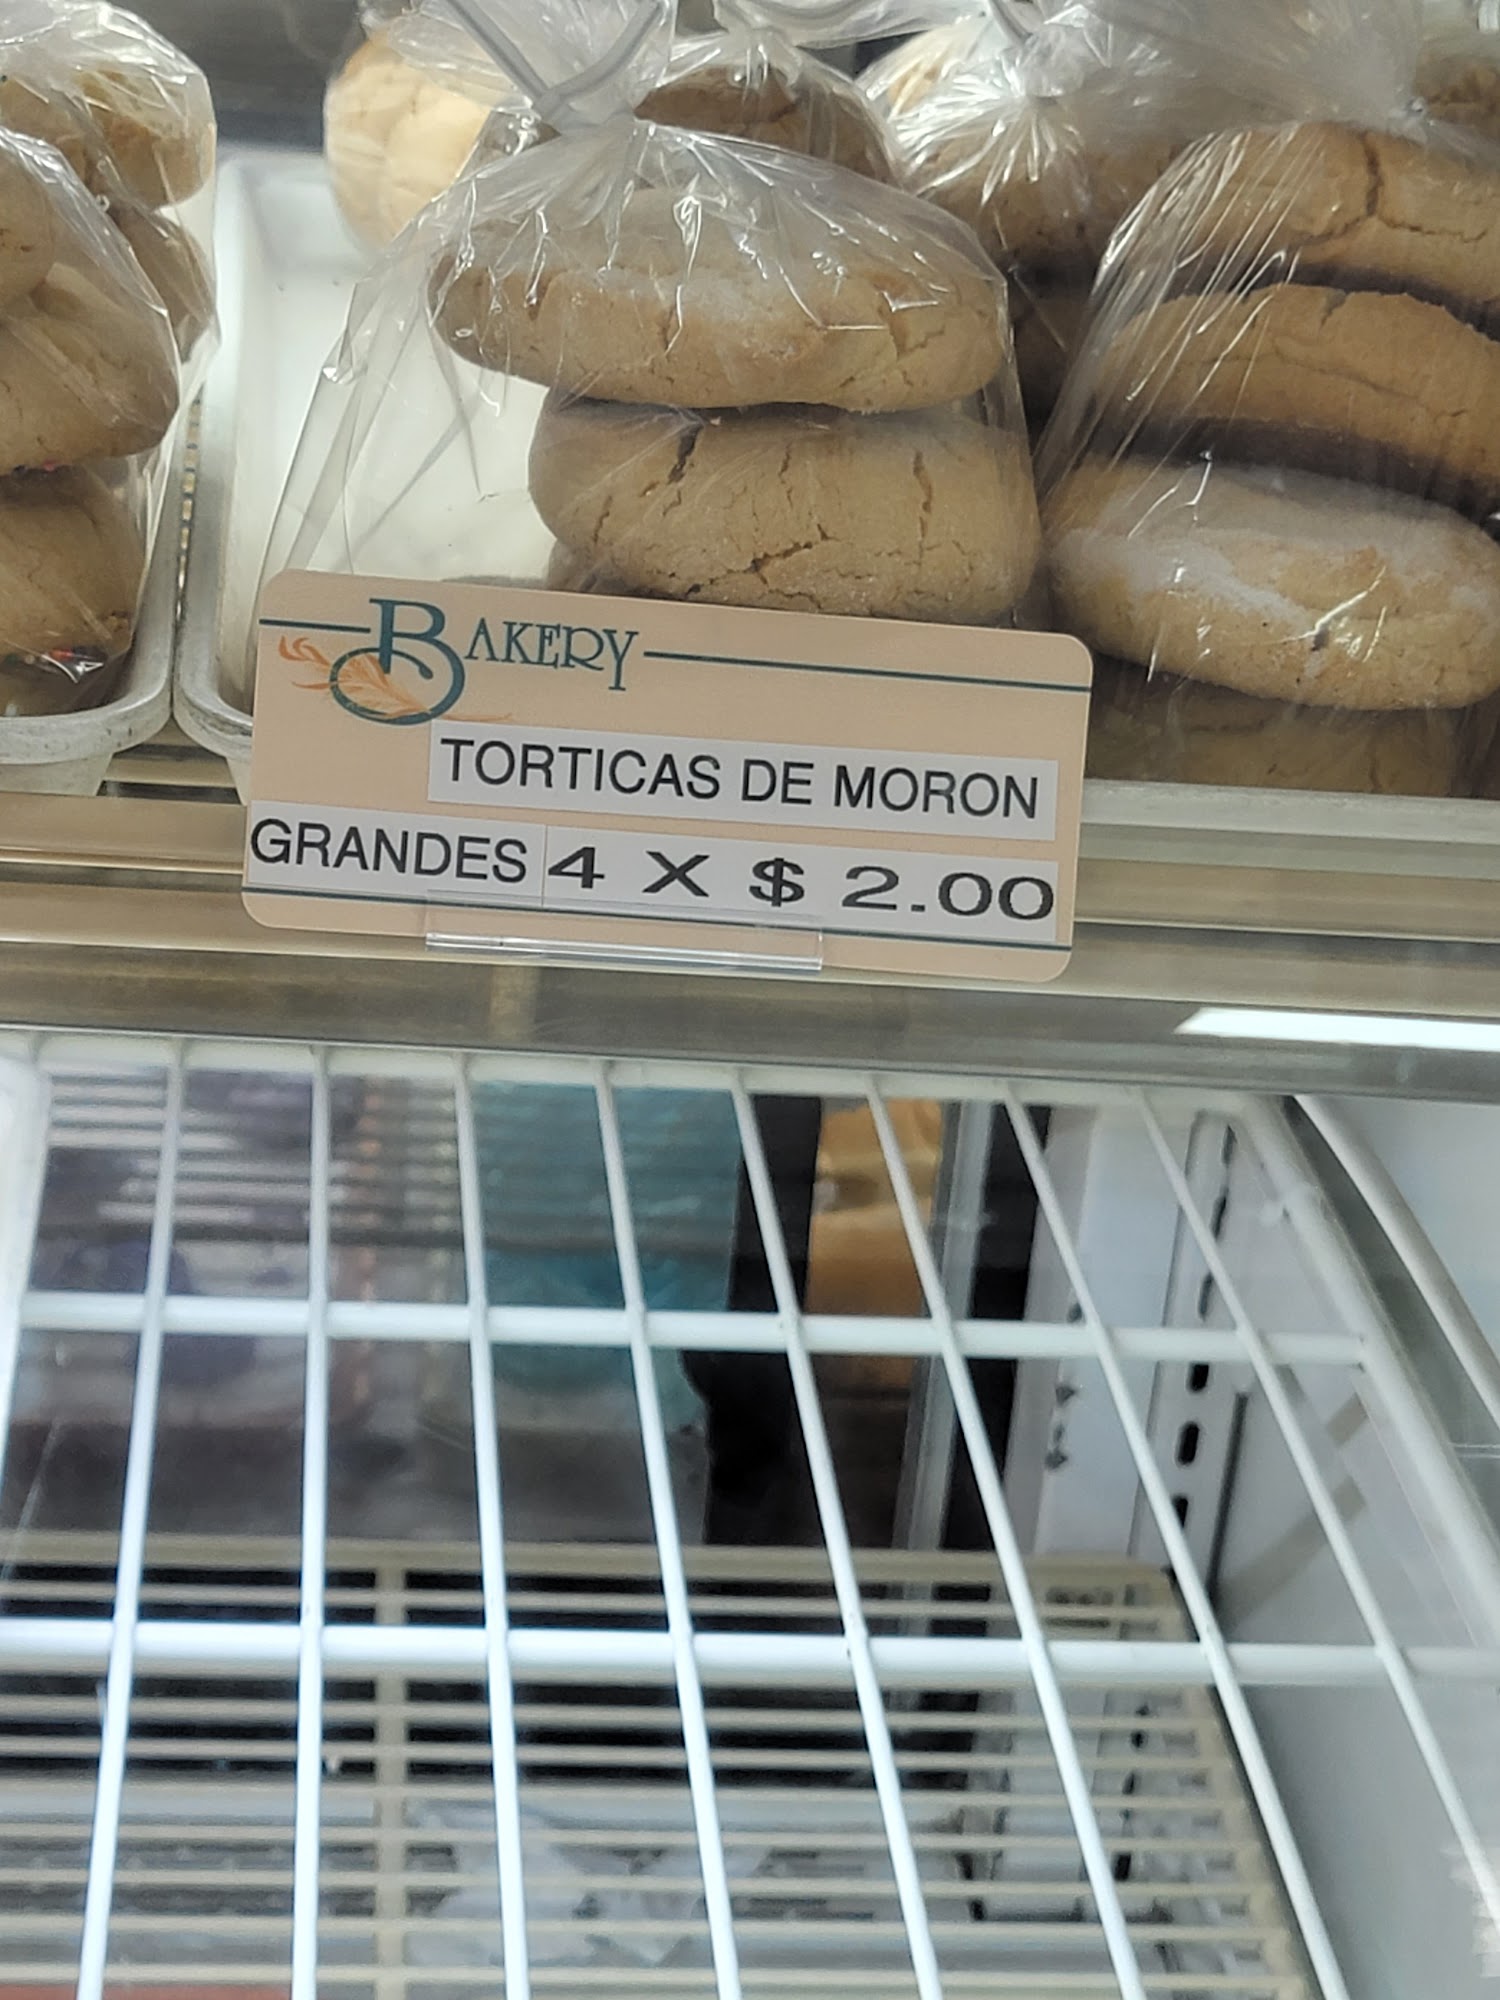 BAKERY
TORTICAS DE MORON
GRANDES 4 X $ 2.00